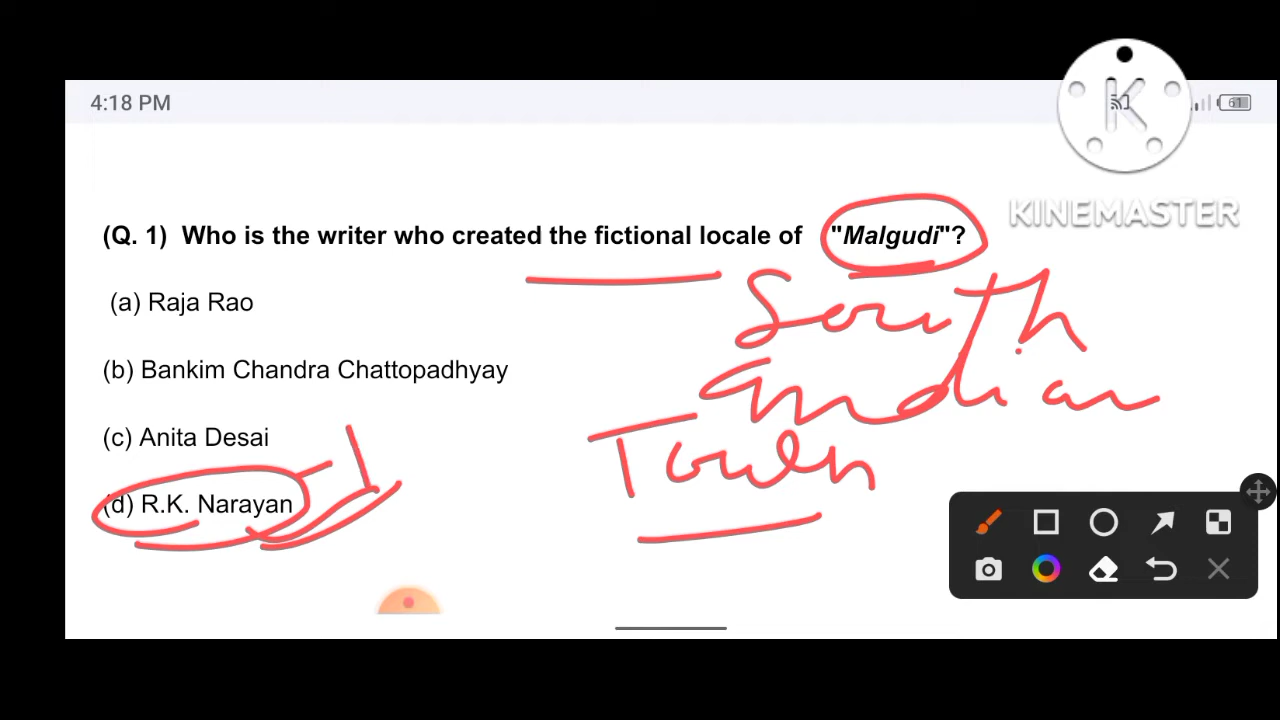 4:18 PM
61
KINEMASTER
(Q. 1) Who is the writer who created the fictional locale of "Malgudi"?
(a) Raja Rao
South
(b) Bankim Chandra Chattopadhyay
Indian
(c) Anita Desai
Town
(d) R.K. Narayan